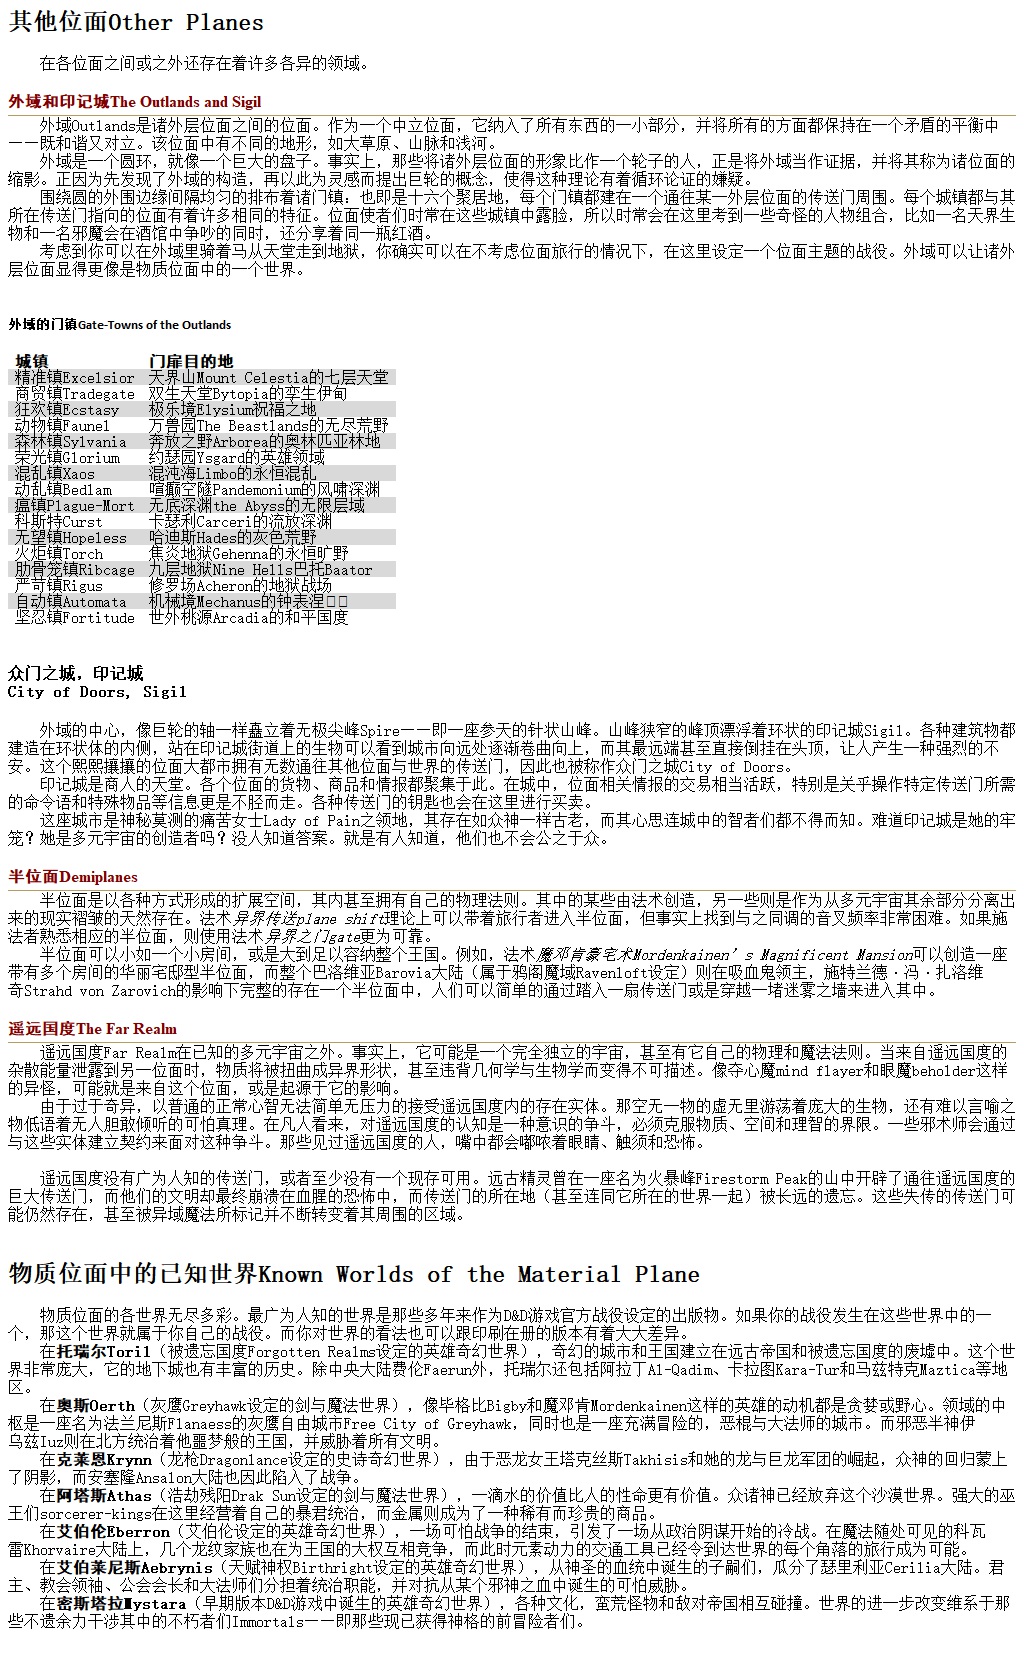 其他位面Other Planes
在各位面之间或之外还存在着许多各异的领域。
外域和印记城The Outlands and Sigil
外域Outlands是诸外层位面之间的位面。作为一个中立位面，它纳入了所有东西的一小部分，并将所有的方面都保持在一个矛盾的平衡中
——既和谐又对立。该位面中有不同的地形，如大草原、山脉和浅河。
外域是一个圆环，就像一个巨大的盘子。事实上，那些将诸外层位面的形象比作一个轮子的人，正是将外域当作证据，并将其称为诸位面的
缩影。正因为先发现了外域的构造，再以此为灵感而提出巨轮的概念，使得这种理论有着循环论证的嫌疑。
围绕圆的外围边缘间隔均匀的排布着诸门镇：也即是十六个聚居地，每个门镇都建在一个通往某一外层位面的传送门周围。每个城镇都与其
所在传送门指向的位面有着许多相同的特征。位面使者们时常在这些城镇中露脸，所以时常会在这里考到一些奇怪的人物组合，比如一名天界生
物和一名邪魔会在酒馆中争吵的同时，还分享着同一瓶红酒。
考虑到你可以在外域里骑着马从天堂走到地狱，你确实可以在不考虑位面旅行的情况下，在这里设定一个位面主题的战役。外域可以让诸外
层位面显得更像是物质位面中的一个世界。
外域的门镇Gate-Towns of the Outlands
城镇 门扉目的地
精准镇Excelsior 天界山Mount Celestia的七层天堂
商贸镇Tradegate 双生天堂Bytopia的孪生伊甸
狂欢镇Ecstasy 极乐境Elysium祝福之地
动物镇Faunel 万兽园The Beastlands的无尽荒野
森林镇Sylvania 奔放之野Arborea的奥林匹亚林地
荣光镇Glorium 约瑟园Ysgard的英雄领域
混乱镇Xaos 混沌海Limbo的永恒混乱
动乱镇Bedlam 喧癫空隧Pandemonium的风啸深渊
瘟镇Plague-Mort 无底深渊the Abyss的无限层域
科斯特Curst 卡瑟利Carceri的流放深渊
无望镇Hopeless 哈迪斯Hades的灰色荒野
火炬镇Torch 焦炎地狱Gehenna的永恒旷野
肋骨笼镇Ribcage 九层地狱Nine Hells巴托Baator
严苛镇Rigus 修罗场Acheron的地狱战场
自动镇Automata 机械境Mechanus的钟表涅
坚忍镇Fortitude 世外桃源Arcadia的和平国度
众门之城，印记城
City of Doors, Sigil
外域的中心，像巨轮的轴一样矗立着无极尖峰Spire——即一座参天的针状山峰。山峰狭窄的峰顶漂浮着环状的印记城Sigil。各种建筑物都
建造在环状体的内侧，站在印记城街道上的生物可以看到城市向远处逐渐卷曲向上，而其最远端甚至直接倒挂在头顶，让人产生一种强烈的不
安。这个熙熙攘攘的位面大都市拥有无数通往其他位面与世界的传送门，因此也被称作众门之城City of Doors。
印记城是商人的天堂。各个位面的货物、商品和情报都聚集于此。在城中，位面相关情报的交易相当活跃，特别是关乎操作特定传送门所需
的命令语和特殊物品等信息更是不胫而走。各种传送门的钥匙也会在这里进行买卖。
这座城市是神秘莫测的痛苦女士Lady of Pain之领地，其存在如众神一样古老，而其心思连城中的智者们都不得而知。难道印记城是她的牢
笼？她是多元宇宙的创造者吗？没人知道答案。就是有人知道，他们也不会公之于众。
半位面Demiplanes
半位面是以各种方式形成的扩展空间，其内甚至拥有自己的物理法则。其中的某些由法术创造，另一些则是作为从多元宇宙其余部分分离出
来的现实褶皱的天然存在。法术异界传送plane shift理论上可以带着旅行者进入半位面，但事实上找到与之同调的音叉频率非常困难。如果施
法者熟悉相应的半位面，则使用法术异界之门gate更为可靠。
半位面可以小如一个小房间，或是大到足以容纳整个王国。例如，法术魔邓肯豪宅术Mordenkainen’s Magnificent Mansion可以创造一座
带有多个房间的华丽宅邸型半位面，而整个巴洛维亚Barovia大陆（属于鸦阁魔域Ravenloft设定）则在吸血鬼领主，施特兰德·冯·扎洛维
奇Strahd von Zarovich的影响下完整的存在一个半位面中，人们可以简单的通过踏入一扇传送门或是穿越一堵迷雾之墙来进入其中。
遥远国度The Far Realm
遥远国度Far Realm在已知的多元宇宙之外。事实上，它可能是一个完全独立的宇宙，甚至有它自己的物理和魔法法则。当来自遥远国度的
杂散能量泄露到另一位面时，物质将被扭曲成异界形状，甚至违背几何学与生物学而变得不可描述。像夺心魔mind flayer和眼魔beholder这样
的异怪，可能就是来自这个位面，或是起源于它的影响。
由于过于奇异，以普通的正常心智无法简单无压力的接受遥远国度内的存在实体。那空无一物的虚无里游荡着庞大的生物，还有难以言喻之
物低语着无人胆敢倾听的可怕真理。在凡人看来，对遥远国度的认知是一种意识的争斗，必须克服物质、空间和理智的界限。一些邪术师会通过
与这些实体建立契约来面对这种争斗。那些见过遥远国度的人，嘴中都会嘟哝着眼睛、触须和恐怖。
遥远国度没有广为人知的传送门，或者至少没有一个现存可用。远古精灵曾在一座名为火暴峰Firestorm Peak的山中开辟了通往遥远国度的
巨大传送门，而他们的文明却最终崩溃在血腥的恐怖中，而传送门的所在地（甚至连同它所在的世界一起）被长远的遗忘。这些失传的传送门可
能仍然存在，甚至被异域魔法所标记并不断转变着其周围的区域。
物质位面中的已知世界Known Worlds of the Material Plane
物质位面的各世界无尽多彩。最广为人知的世界是那些多年来作为D&D游戏官方战役设定的出版物。如果你的战役发生在这些世界中的一
个，那这个世界就属于你自己的战役。而你对世界的看法也可以跟印刷在册的版本有着大大差异。
在托瑞尔Toril（被遗忘国度Forgotten Realms设定的英雄奇幻世界），奇幻的城市和王国建立在远古帝国和被遗忘国度的废墟中。这个世
界非常庞大，它的地下城也有丰富的历史。除中央大陆费伦Faerun外，托瑞尔还包括阿拉丁Al-Qadim、卡拉图Kara-Tur和马兹特克Maztica等地
区。
在奥斯Oerth（灰鹰Greyhawk设定的剑与魔法世界），像毕格比Bigby和魔邓肯Mordenkainen这样的英雄的动机都是贪婪或野心。领域的中
枢是一座名为法兰尼斯Flanaess的灰鹰自由城市Free City of Greyhawk，同时也是一座充满冒险的，恶棍与大法师的城市。而邪恶半神伊
乌兹Iuz则在北方统治着他噩梦般的王国，并威胁着所有文明。
在克莱恩Krynn（龙枪Dragonlance设定的史诗奇幻世界），由于恶龙女王塔克丝斯Takhisis和她的龙与巨龙军团的崛起，众神的回归蒙上
了阴影，而安塞隆Ansalon大陆也因此陷入了战争。
在阿塔斯Athas（浩劫残阳Drak Sun设定的剑与魔法世界），一滴水的价值比人的性命更有价值。众诸神已经放弃这个沙漠世界。强大的巫
王们sorcerer-kings在这里经营着自己的暴君统治，而金属则成为了一种稀有而珍贵的商品。
在艾伯伦Eberron（艾伯伦设定的英雄奇幻世界），一场可怕战争的结束，引发了一场从政治阴谋开始的冷战。在魔法随处可见的科瓦
雷Khorvaire大陆上，几个龙纹家族也在为王国的大权互相竞争，而此时元素动力的交通工具已经令到达世界的每个角落的旅行成为可能。
在艾伯莱尼斯Aebrynis（天赋神权Birthright设定的英雄奇幻世界），从神圣的血统中诞生的子嗣们，瓜分了瑟里利亚Cerilia大陆。君
主、教会领袖、公会会长和大法师们分担着统治职能，并对抗从某个邪神之血中诞生的可怕威胁。
在密斯塔拉Mystara（早期版本D&D游戏中诞生的英雄奇幻世界），各种文化，蛮荒怪物和敌对帝国相互碰撞。世界的进一步改变维系于那
些不遗余力干涉其中的不朽者们Immortals——即那些现已获得神格的前冒险者们。